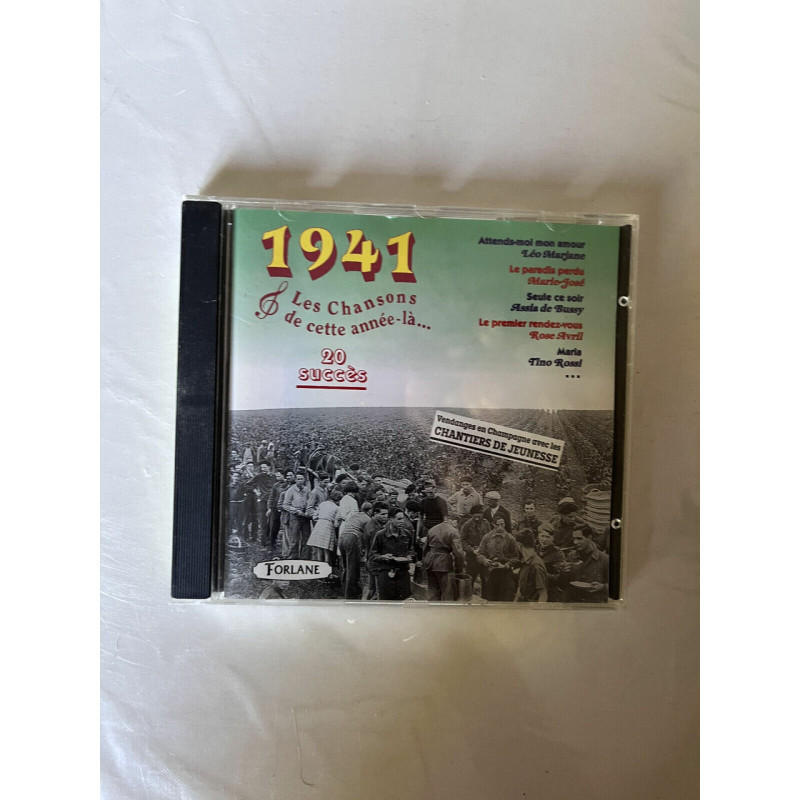 1941
Les Chansons
de cette année-là...
20
succès
Attends-moi mon amour
Léo Marjane
Le paradis perdu
Marie-José
Seule ce soir
Assia de Bussy
Le premier rendez-vous
Rose Avril
Maria
Tino Rossi
...
Vendanges en Champagne avec les
CHANTIERS DE JEUNESSE
FORLANE